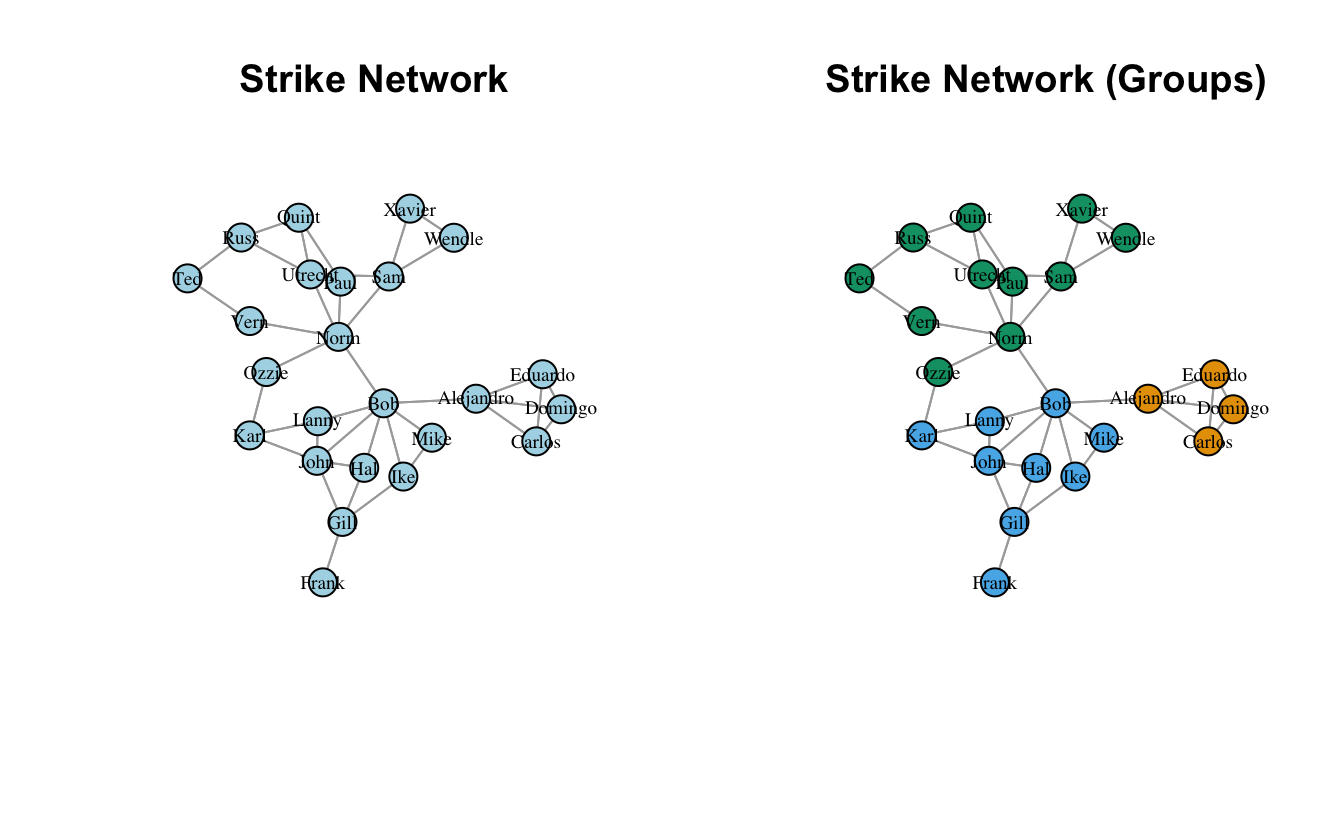 Strike Network
Quint
Xavier
Russ
Wendle
Ted
Utrecht
Paul
Sam
Vern
Norm
Ozzie
Eduardo
Bob
Alejandro
Domingo
Lanny
Karl
Mike
Carlos
John
Hal
Ike
Gill
Frank
Strike Network (Groups)
Quint
Xavier
Russ
Wendle
Ted
Utrecht
Paul
Sam
Vern
Norm
Ozzie
Eduardo
Bob
Alejandro
Domingo
Lanny
Karl
Mike
Carlos
John
Hal
Ike
Gill
Frank